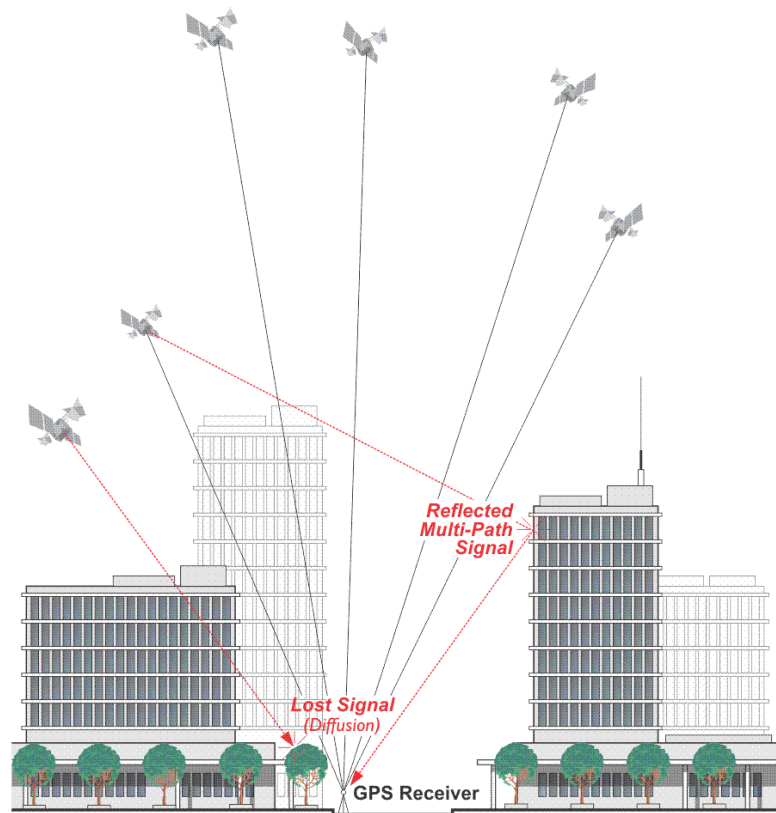 Reflected
Multi-Path
Signal
Lost Signal
(Diffusion)
GPS Receiver